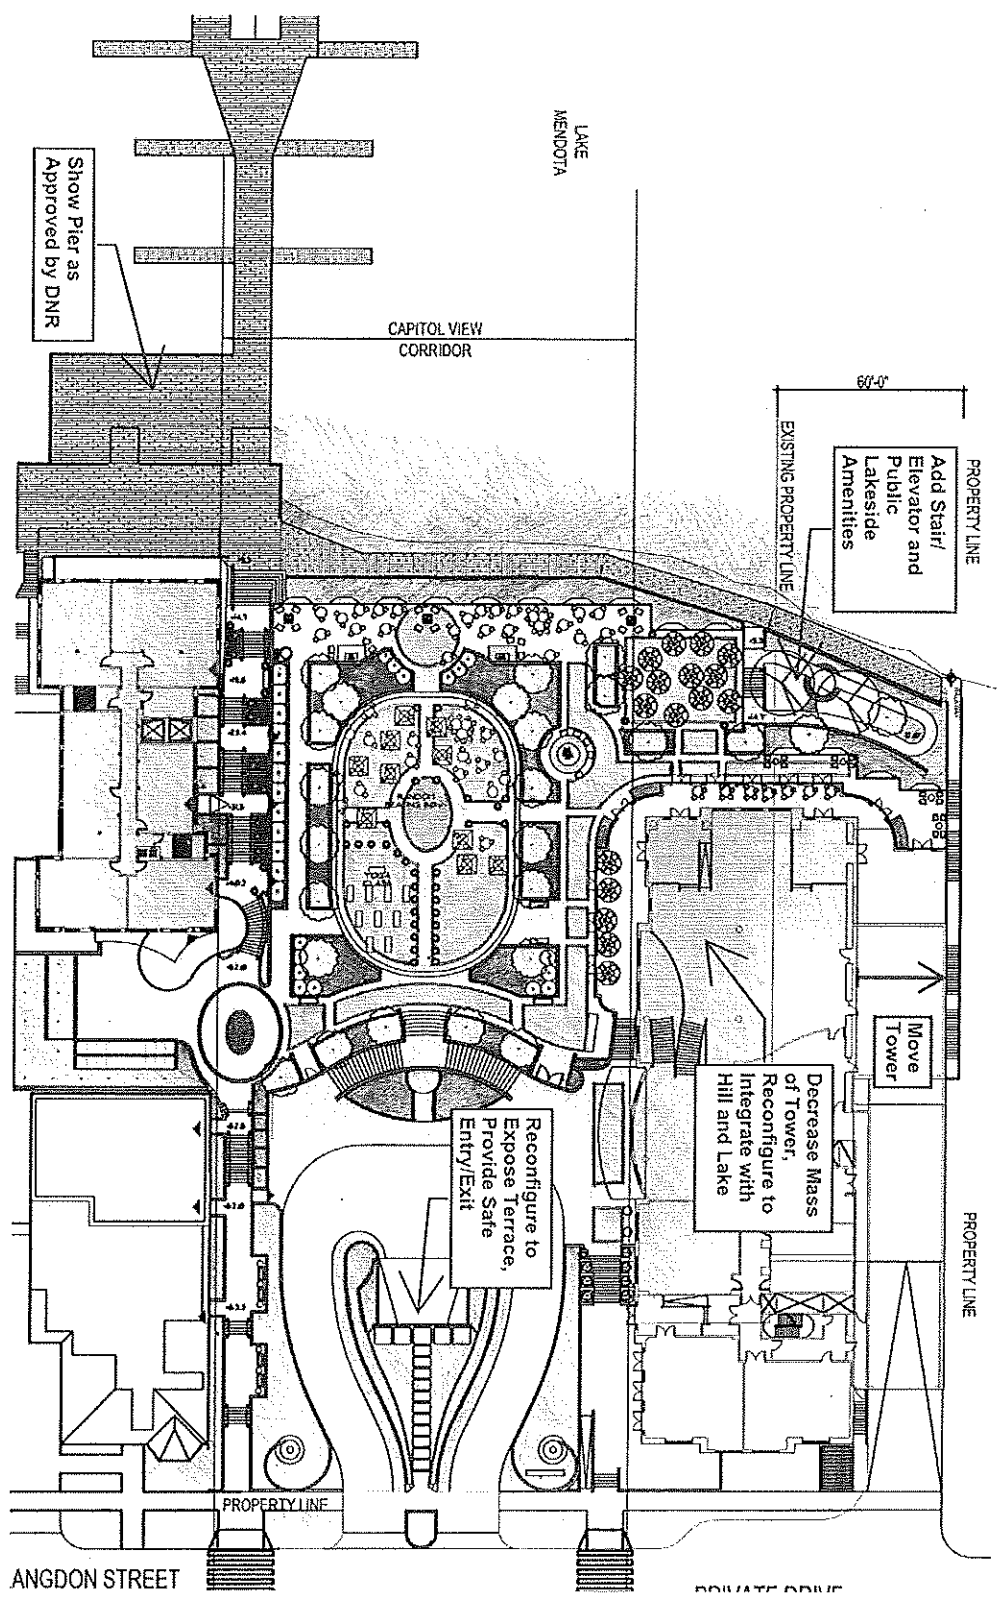 LAKE
MENDOTA
Show Pier as
Approved by DNR
CAPITOL VIEW
CORRIDOR
60'-0"
EXISTING PROPERTY LINE
PROPERTY LINE
Add Stair/
Elevator and
Public
Lakeside
Amenities
Move
Tower
Decrease Mass
of Tower,
Reconfigure to
Integrate with
Hill and Lake
Reconfigure to
Expose Terrace,
Provide Safe
Entry/Exit
PROPERTY LINE
PROPERTY LINE
ANGDON STREET
PRIVATE DRIVE